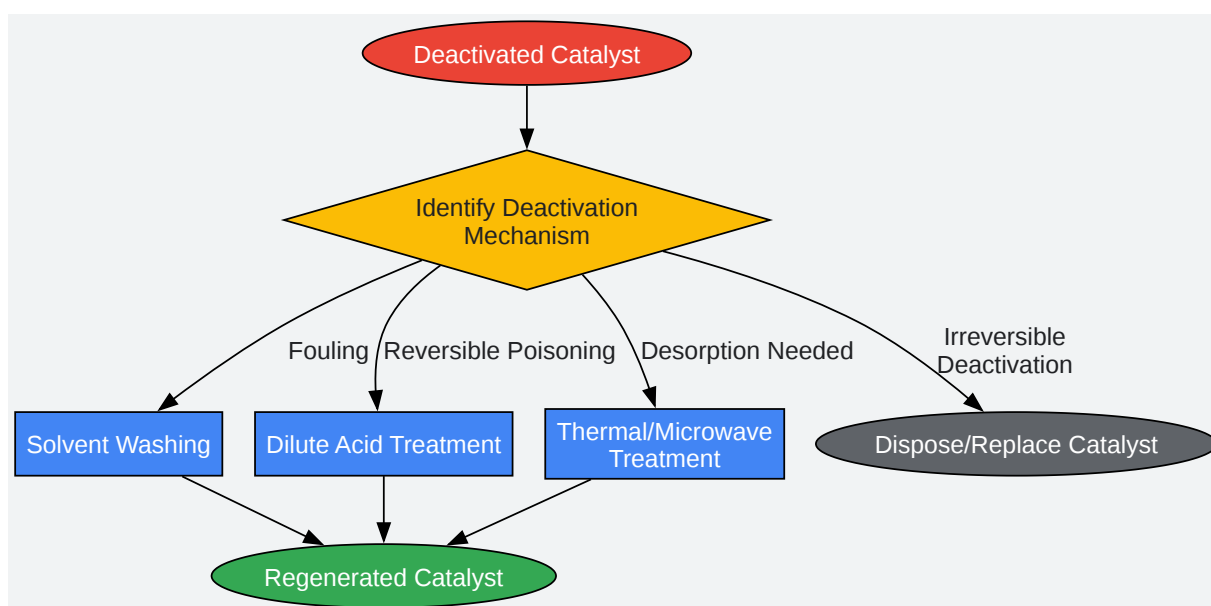 Deactivated Catalyst
Identify Deactivation
Mechanism
Fouling
Reversible Poisoning
Desorption Needed
Irreversible
Deactivation
Solvent Washing
Dilute Acid Treatment
Thermal/Microwave
Treatment
Dispose/Replace Catalyst
Regenerated Catalyst